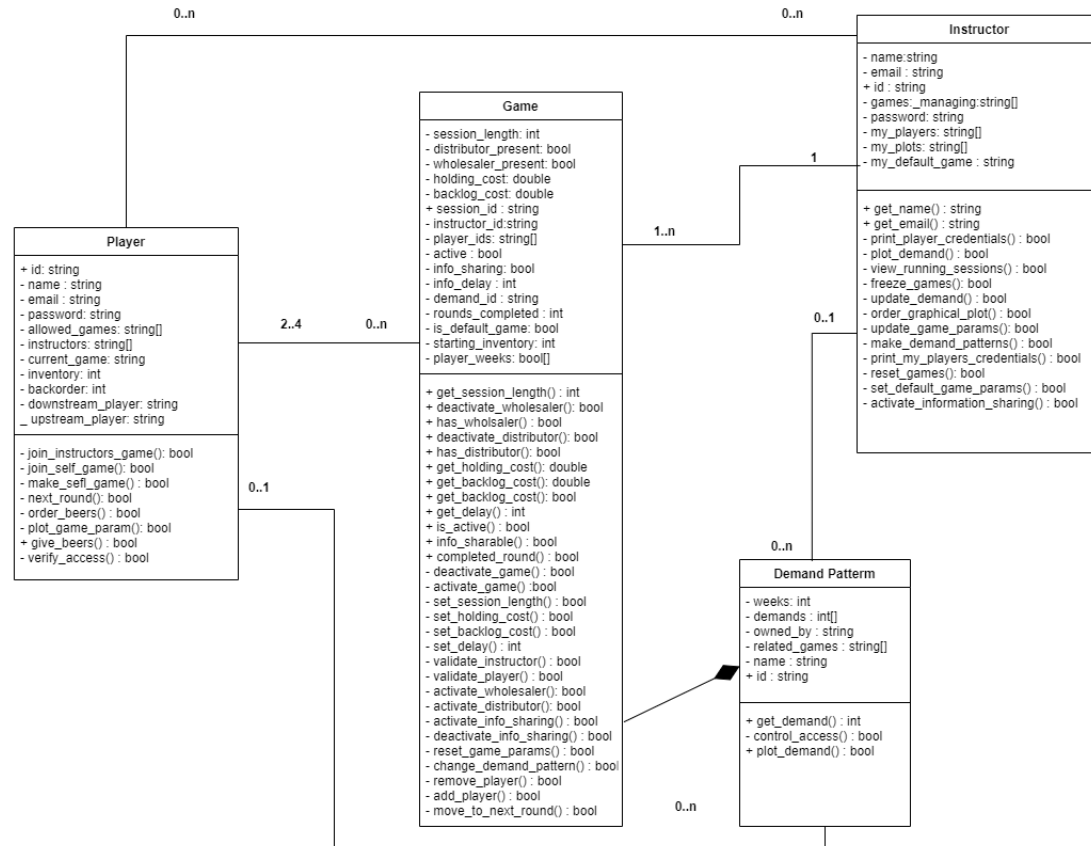 0..n
0..n
Instructor
- name:string
- email : string
+ id : string
- games:_managing:string[]
- password: string
- my_players: string[]
- my_plots: string[]
- my_default_game : string
+ get_name() : string
+ get_email() : string
- print_player_credentials() : bool
- plot_demand() : bool
- view_running_sessions() : bool
- freeze_games(): bool
- update_demand() : bool
- order_graphical_plot() : bool
- update_game_params() : bool
- make_demand_patterns() : bool
- print_my_players_credentials() : bool
- reset_games(): bool
- set_default_game_params() : bool
- activate_information_sharing() : bool
Game
- session_length: int
- distributor_present: bool
- wholesaler_present: bool
- holding_cost: double
- backlog_cost: double
+ session_id : string
- instructor_id:string
- player_ids: string[]
- active : bool
- info_sharing: bool
- info_delay : int
- demand_id : string
- rounds_completed : int
- is_default_game: bool
- starting_inventory: int
- player_weeks: bool[]
+ get_session_length() : int
+ deactivate_wholesaler(): bool
+ has_wholsaler() : bool
+ deactivate_distributor(): bool
+ has_distributor(): bool
+ get_holding_cost(): double
+ get_backlog_cost(): double
+ get_backlog_cost(): bool
+ get_delay() : int
+ is_active() : bool
+ info_sharable() : bool
+ completed_round() : bool
- deactivate_game() : bool
- activate_game() :bool
- set_session_length() : bool
- set_holding_cost() : bool
- set_backlog_cost() : bool
- set_delay() : int
- validate_instructor() : bool
- validate_player() : bool
- activate_wholesaler(): bool
- activate_distributor(): bool
- activate_info_sharing() : bool
- deactivate_info_sharing() : bool
- reset_game_params() : bool
- change_demand_pattern() : bool
- remove_player() : bool
- add_player() : bool
- move_to_next_round() : bool
1
1..n
Player
+ id: string
- name : string
- email : string
- password: string
- allowed_games: string[]
- instructors: string[]
- current_game: string
- inventory: int
- backorder: int
- downstream_player: string
_ upstream_player: string
- join_instructors_game(): bool
- join_self_game(): bool
- make_sefl_game() : bool
- next_round(): bool
- order_beers() : bool
- plot_game_param(): bool
+ give_beers() : bool
- verify_access() : bool
2..4
0..n
0..1
0..1
0..n
Demand Patterm
- weeks: int
- demands : int[]
- owned_by : string
- related_games : string[]
- name : string
+ id : string
+ get_demand() : int
- control_access() : bool
+ plot_demand() : bool
0..n